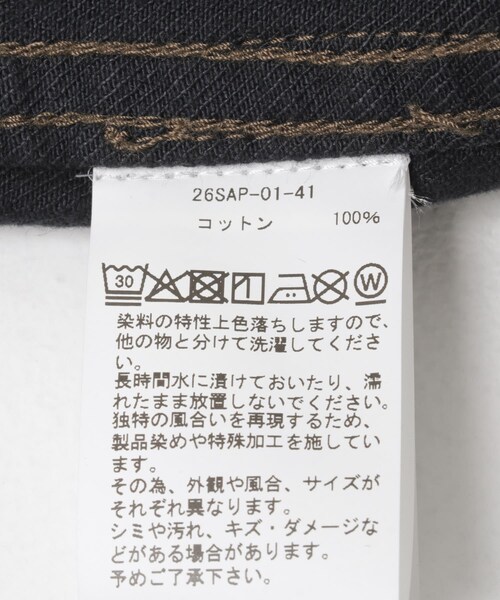 26SAP-01-41
コットン 100%
30 W
染料の特性上色落ちしますので、
他の物と分けて洗濯してくださ
い。
長時間水に漬けておいたり、濡
れたまま放置しないでください。
独特の風合いを再現するため、
製品染めや特殊加工を施してい
ます。
その為、外観や風合、サイズが
それぞれ異なります。
シミや汚れ、キズ・ダメージな
どがある場合があります。
予めご了承下さい。